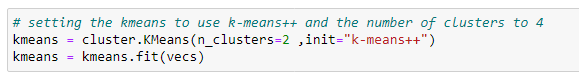 # setting the kmeans to use k-means++ and the number of clusters to 4
kmeans = cluster.KMeans(n_clusters=2 ,init="k-means++")
kmeans = kmeans.fit(vecs)